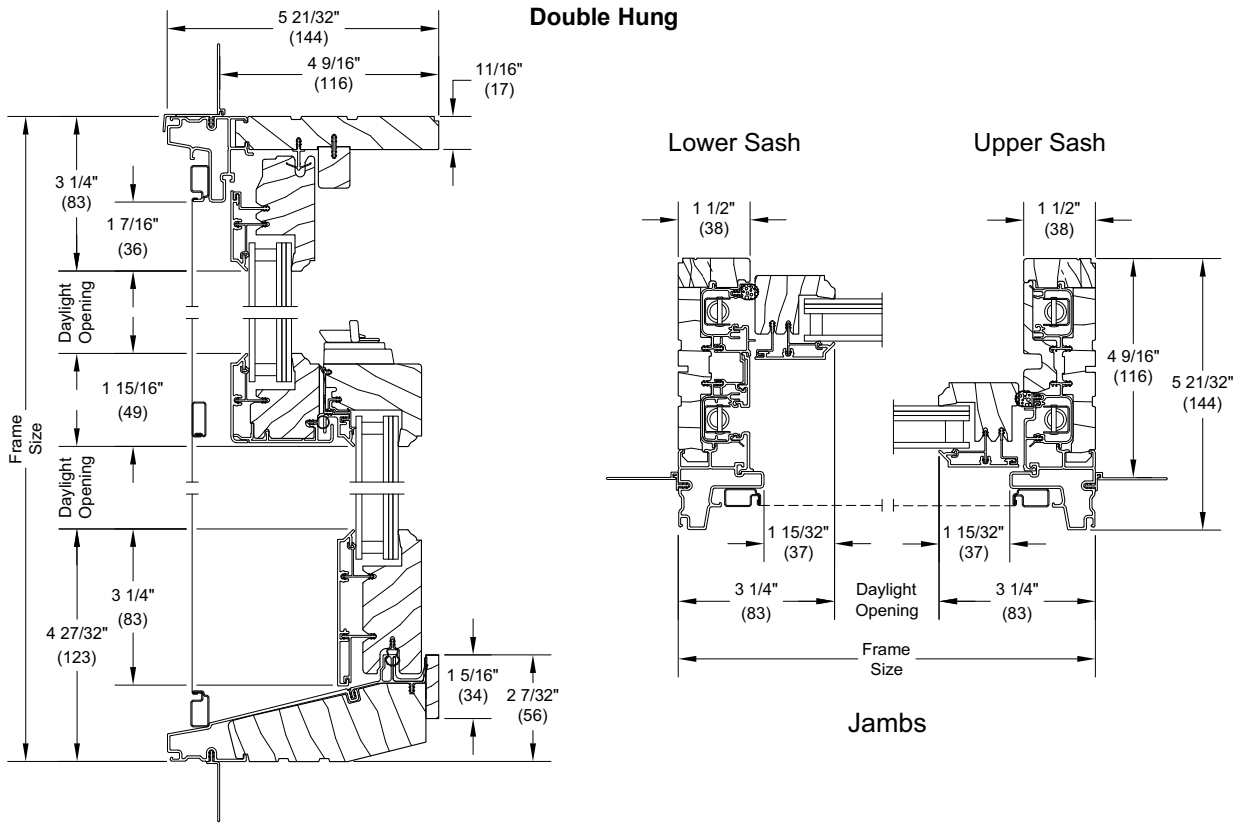 Double Hung
5 21/32"
(144)
4 9/16"
(116)
11/16"
(17)
3 1/4"
(83)
1 7/16"
(36)
Daylight
Opening
1 15/16"
(49)
Frame
Size
Daylight
Opening
3 1/4"
(83)
4 27/32"
(123)
1 5/16"
(34)
2 7/32"
(56)
Lower Sash
Upper Sash
1 1/2"
(38)
1 1/2"
(38)
4 9/16"
(116)
5 21/32"
(144)
1 15/32"
(37)
1 15/32"
(37)
3 1/4"
(83)
Daylight
Opening
3 1/4"
(83)
Frame
Size
Jambs